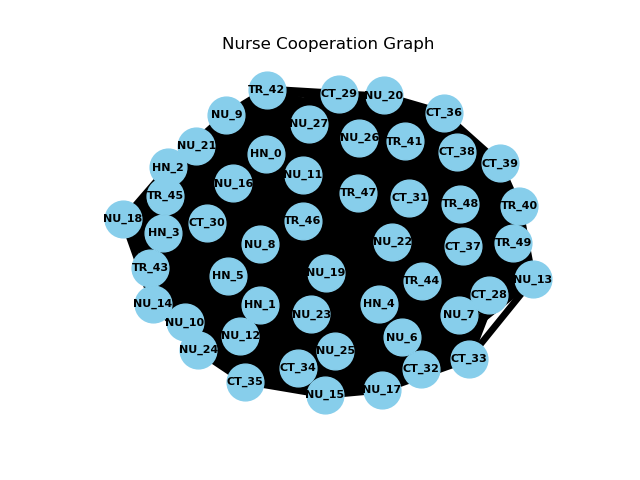 Nurse Cooperation Graph
TR_42
CT_29
NU_20
NU_9
CT_36
NU_27
NU_26
TR_41
NU_21
HN_0
CT_38
CT_39
HN_2
NU_11
NU_16
TR_45
TR_47
CT_31
TR_48
TR_40
NU_18
CT_30
TR_46
HN_3
NU_8
NU_22
CT_37
TR_49
TR_43
HN_5
NU_19
TR_44
NU_13
CT_28
NU_14
HN_1
HN_4
NU_10
NU_23
NU_7
NU_12
NU_6
NU_24
NU_25
CT_33
CT_34
CT_32
CT_35
NU_17
NU_15